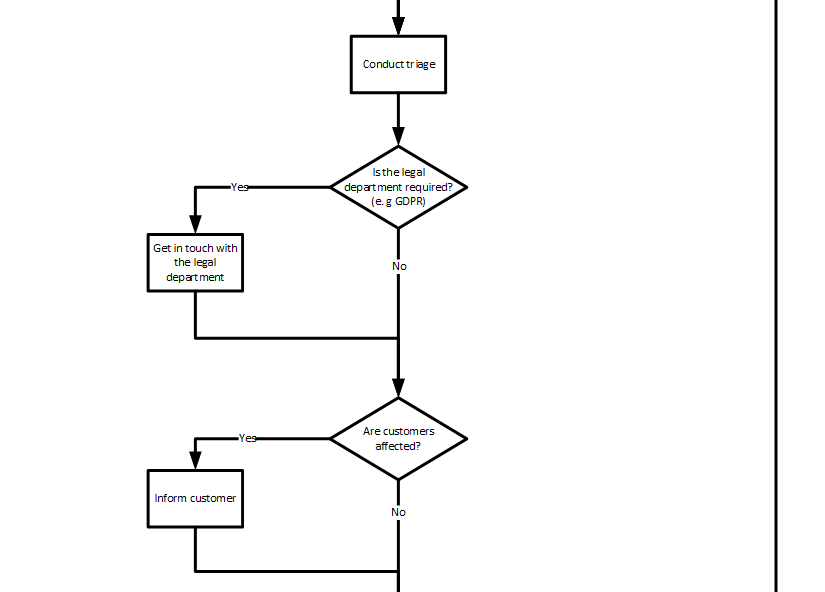 Conduct triage
Is the legal
department required?
(e. g GDPR)
Yes
Get in touch with
the legal
department
No
Are customers
affected?
Yes
Inform customer
No